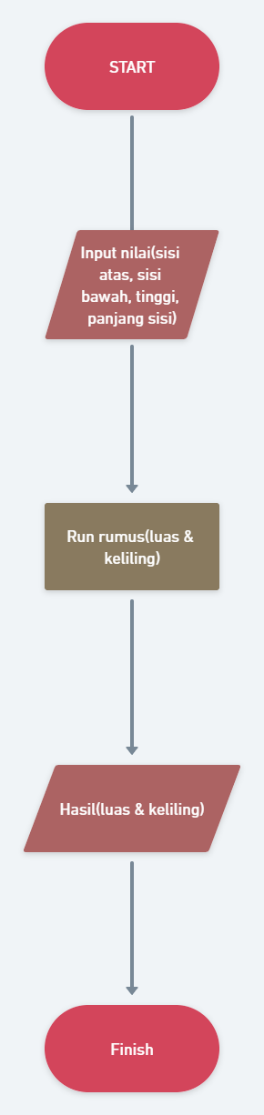 START
Input nilai(sisi
atas, sisi
bawah, tinggi,
panjang sisi)
Run rumus(luas &
keliling)
Hasil(luas & keliling)
Finish